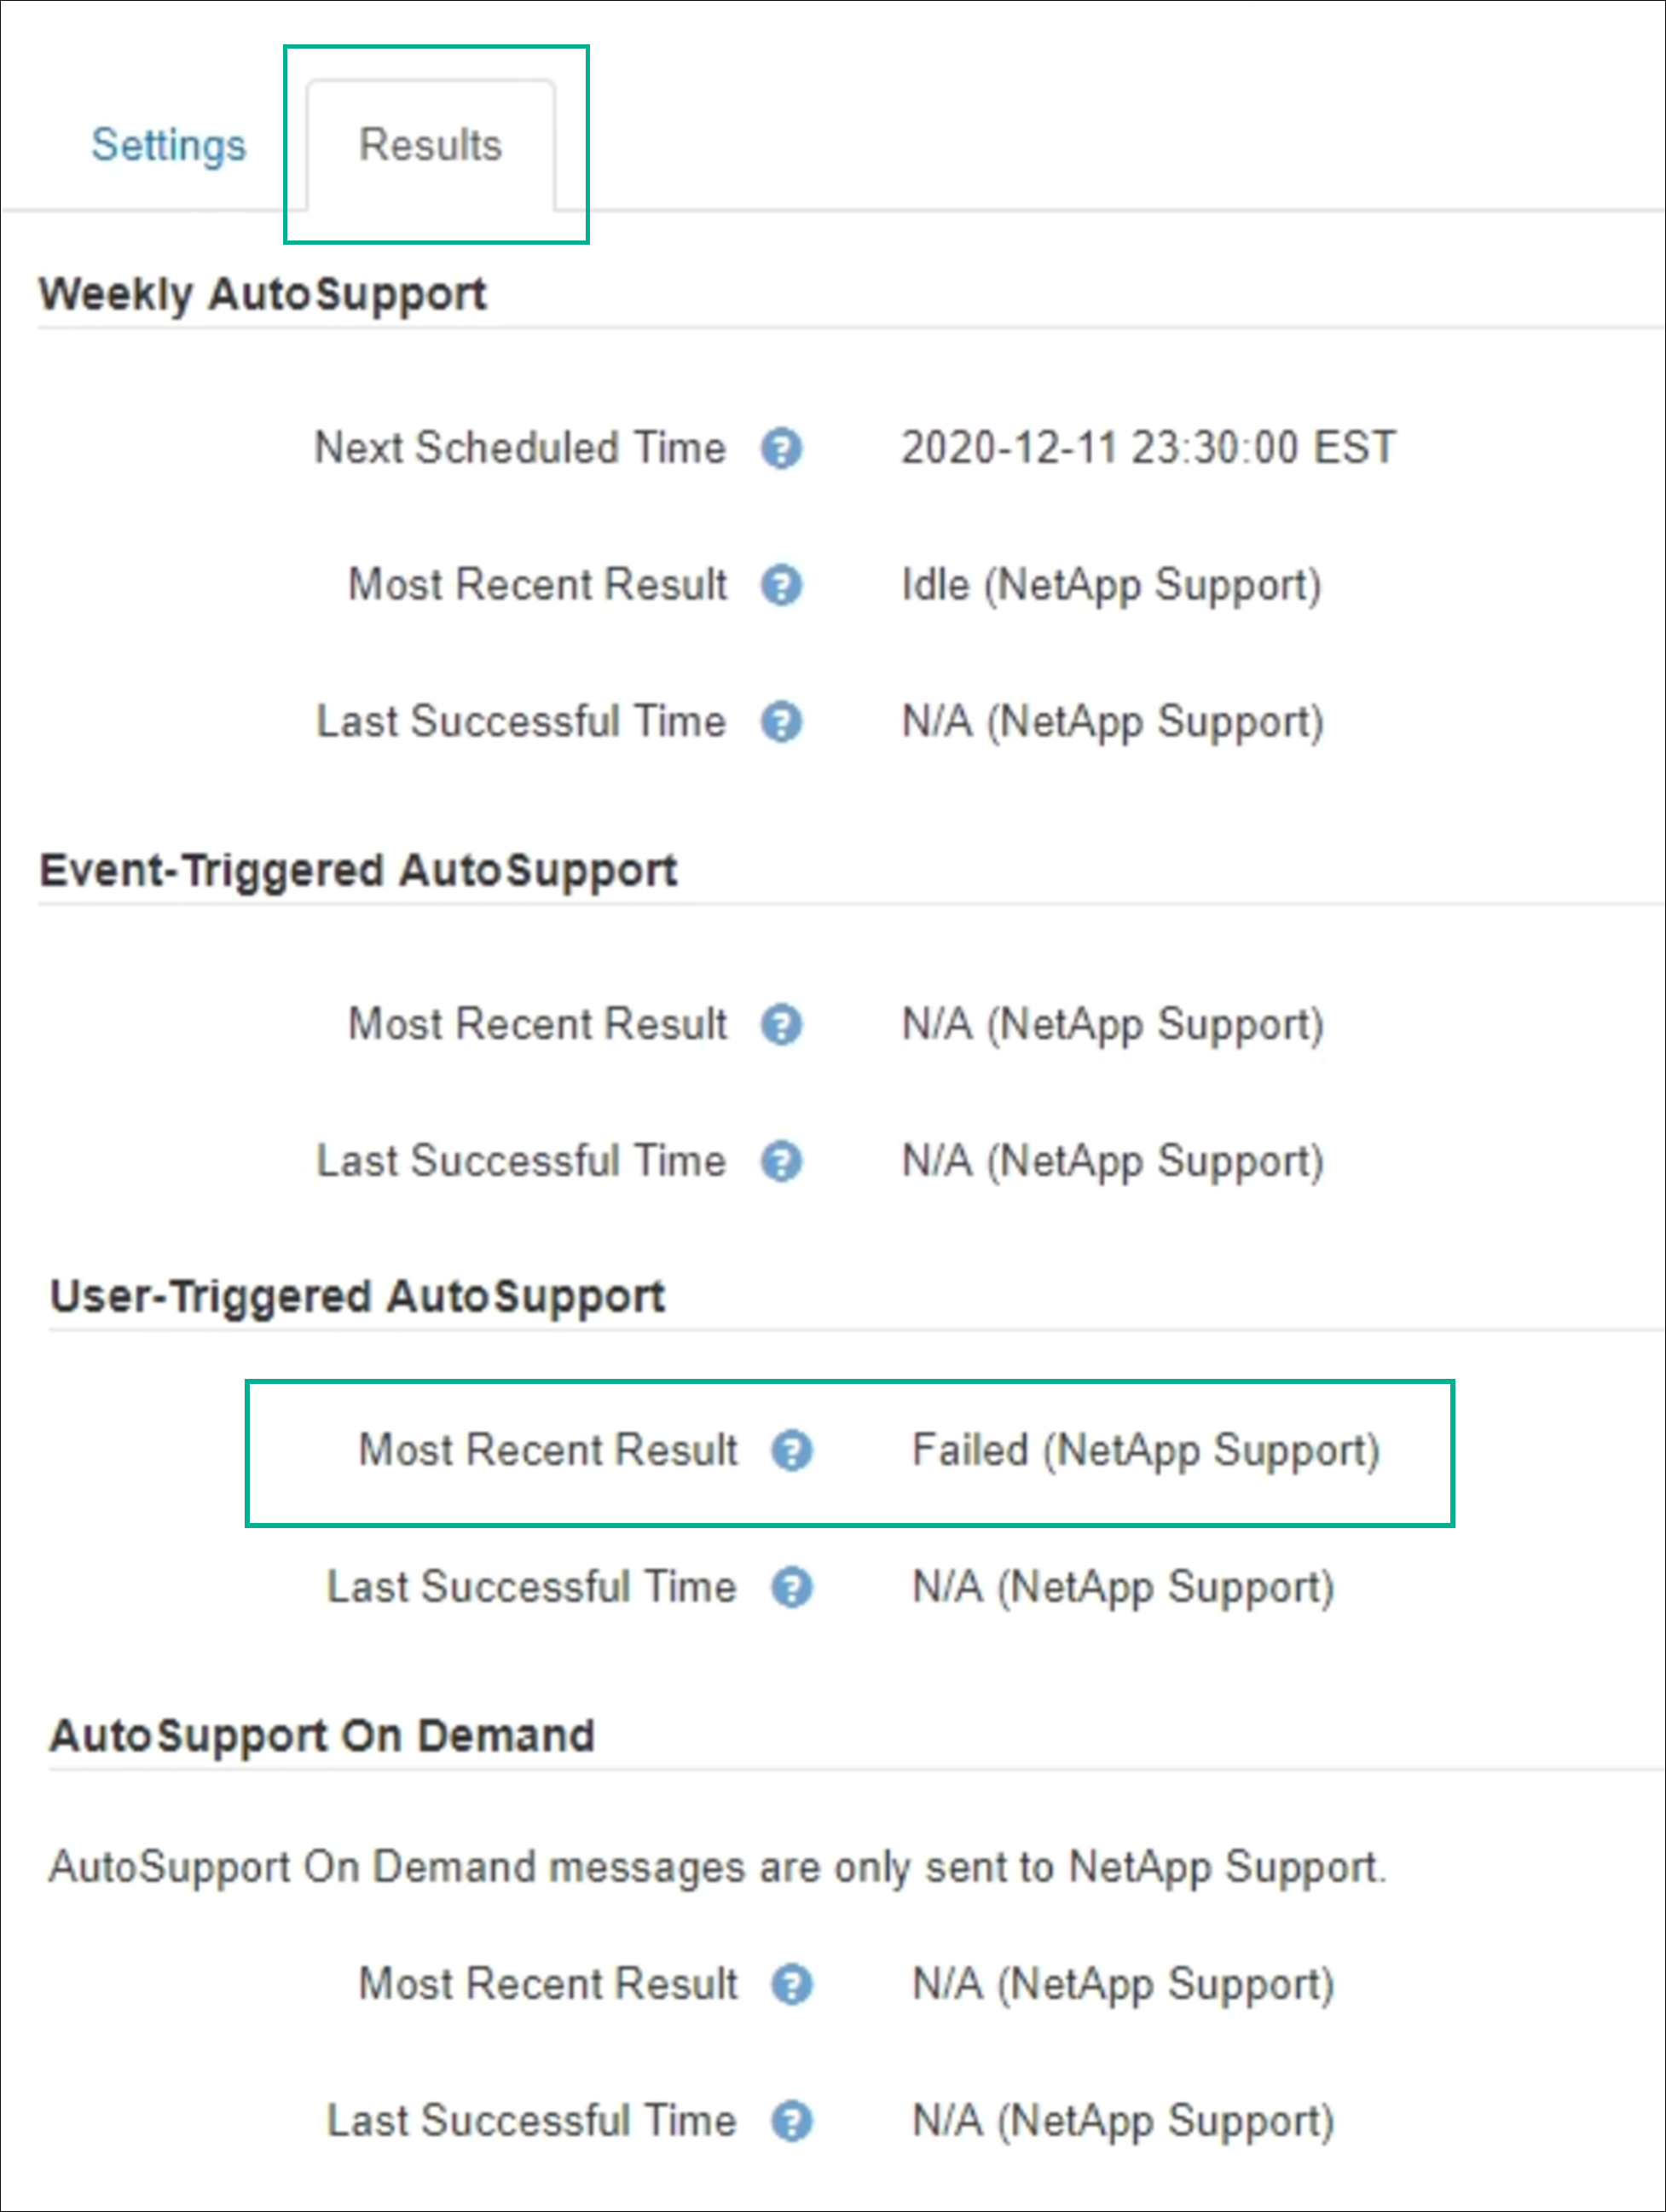 Settings Results
Weekly AutoSupport
Next Scheduled Time ? 2020-12-11 23:30:00 EST
Most Recent Result ? Idle (NetApp Support)
Last Successful Time ? N/A (NetApp Support)
Event-Triggered AutoSupport
Most Recent Result ? N/A (NetApp Support)
Last Successful Time ? N/A (NetApp Support)
User-Triggered AutoSupport
Most Recent Result ? Failed (NetApp Support)
Last Successful Time ? N/A (NetApp Support)
AutoSupport On Demand
AutoSupport On Demand messages are only sent to NetApp Support.
Most Recent Result ? N/A (NetApp Support)
Last Successful Time ? N/A (NetApp Support)